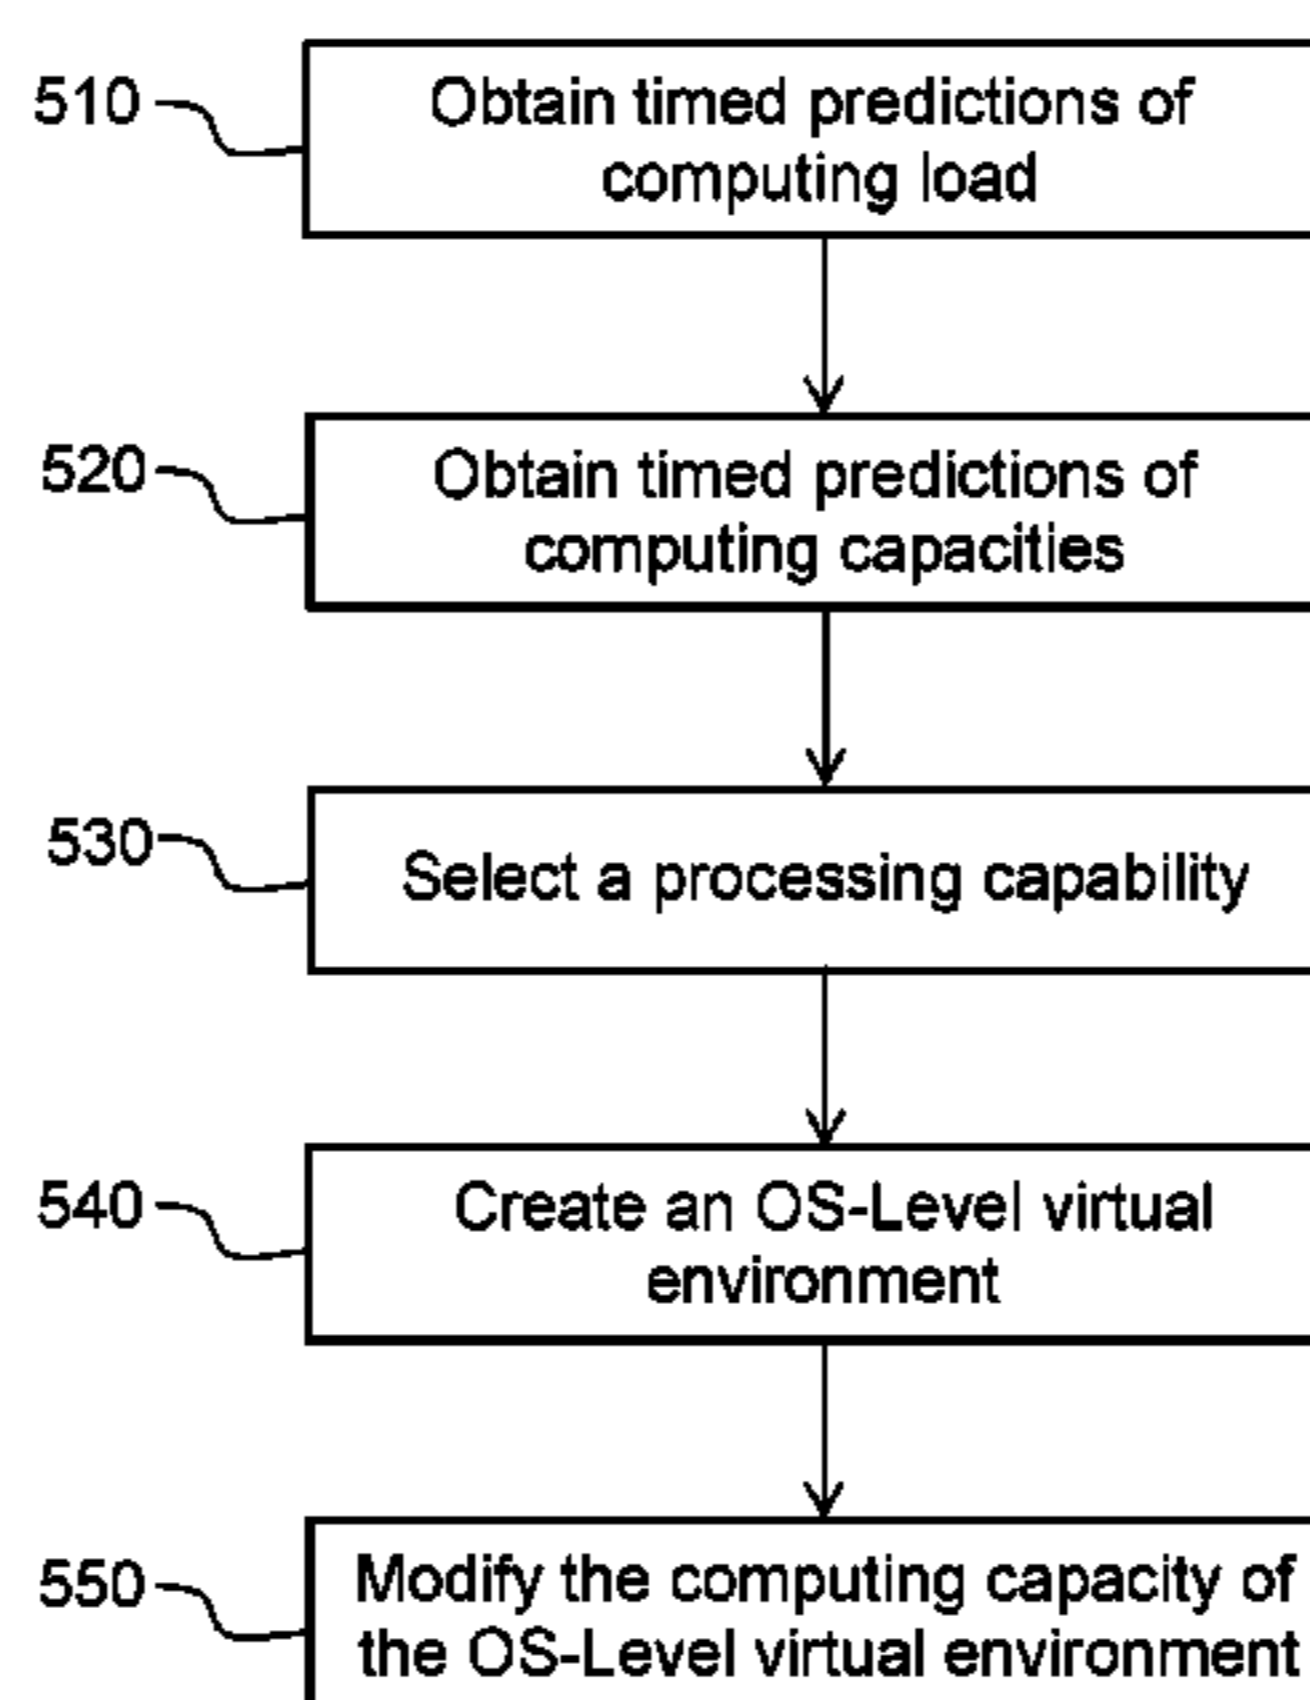 510
Obtain timed predictions of
computing load
520
Obtain timed predictions of
computing capacities
530
Select a processing capability
540
Create an OS-Level virtual
environment
550
Modify the computing capacity of
the OS-Level virtual environment